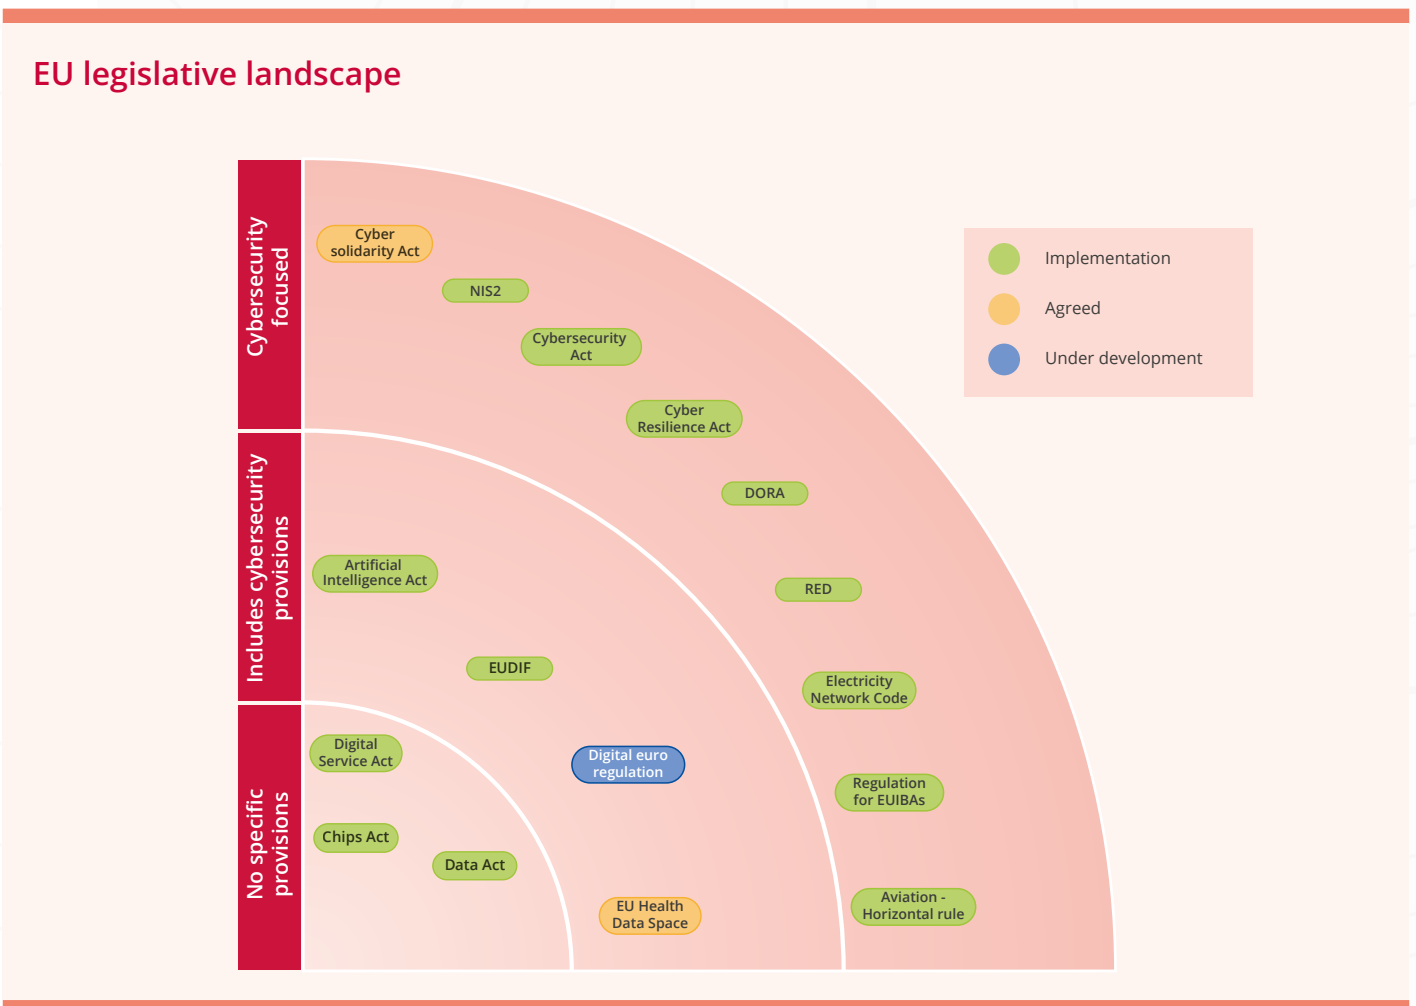 EU legislative landscape
Cybersecurity
focused
Cyber
solidarity Act
NIS2
Cybersecurity
Act
Cyber
Resilience Act
DORA
RED
Electricity
Network Code
Regulation
for EUIBAs
Aviation -
Horizontal rule
Includes cybersecurity
provisions
Artificial
Intelligence Act
EUDIF
Digital euro
regulation
EU Health
Data Space
No specific
provisions
Digital
Service Act
Chips Act
Data Act
Implementation
Agreed
Under development